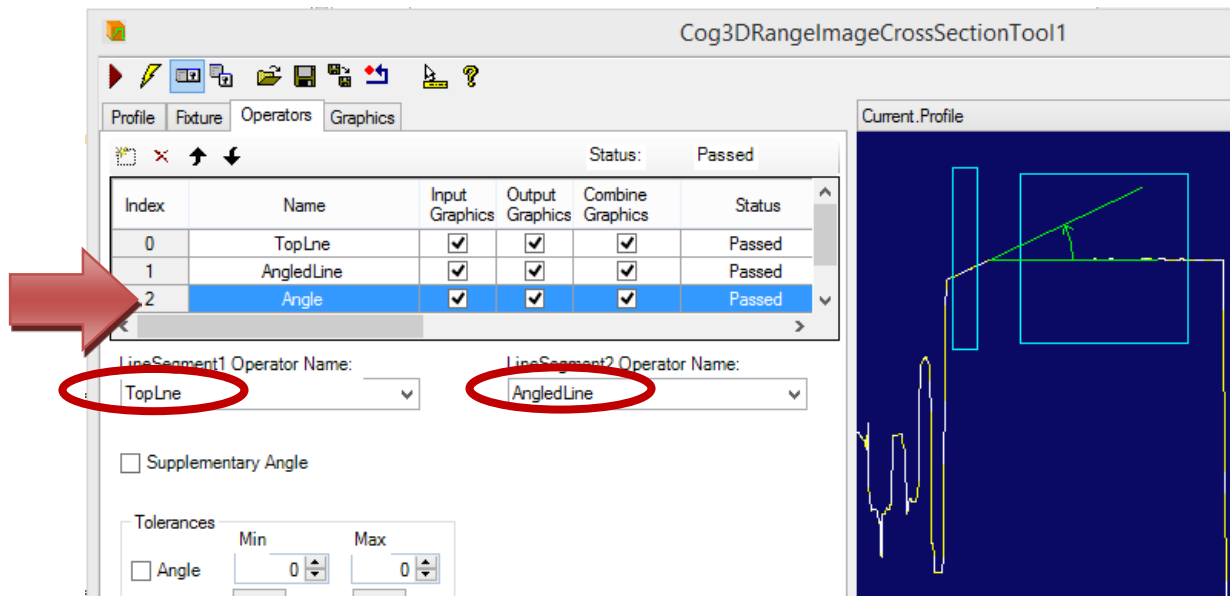 Cog3DRangeImageCrossSectionTool1
Profile Fixture Operators Graphics
Current.Profile
Status: Passed
Index Name Input Graphics Output Graphics Combine Graphics Status
0 TopLne Passed
1 AngledLine Passed
2 Angle Passed
LineSegment1 Operator Name: LineSegment2 Operator Name:
TopLne AngledLine
Supplementary Angle
Tolerances
Min Max
Angle 0 0